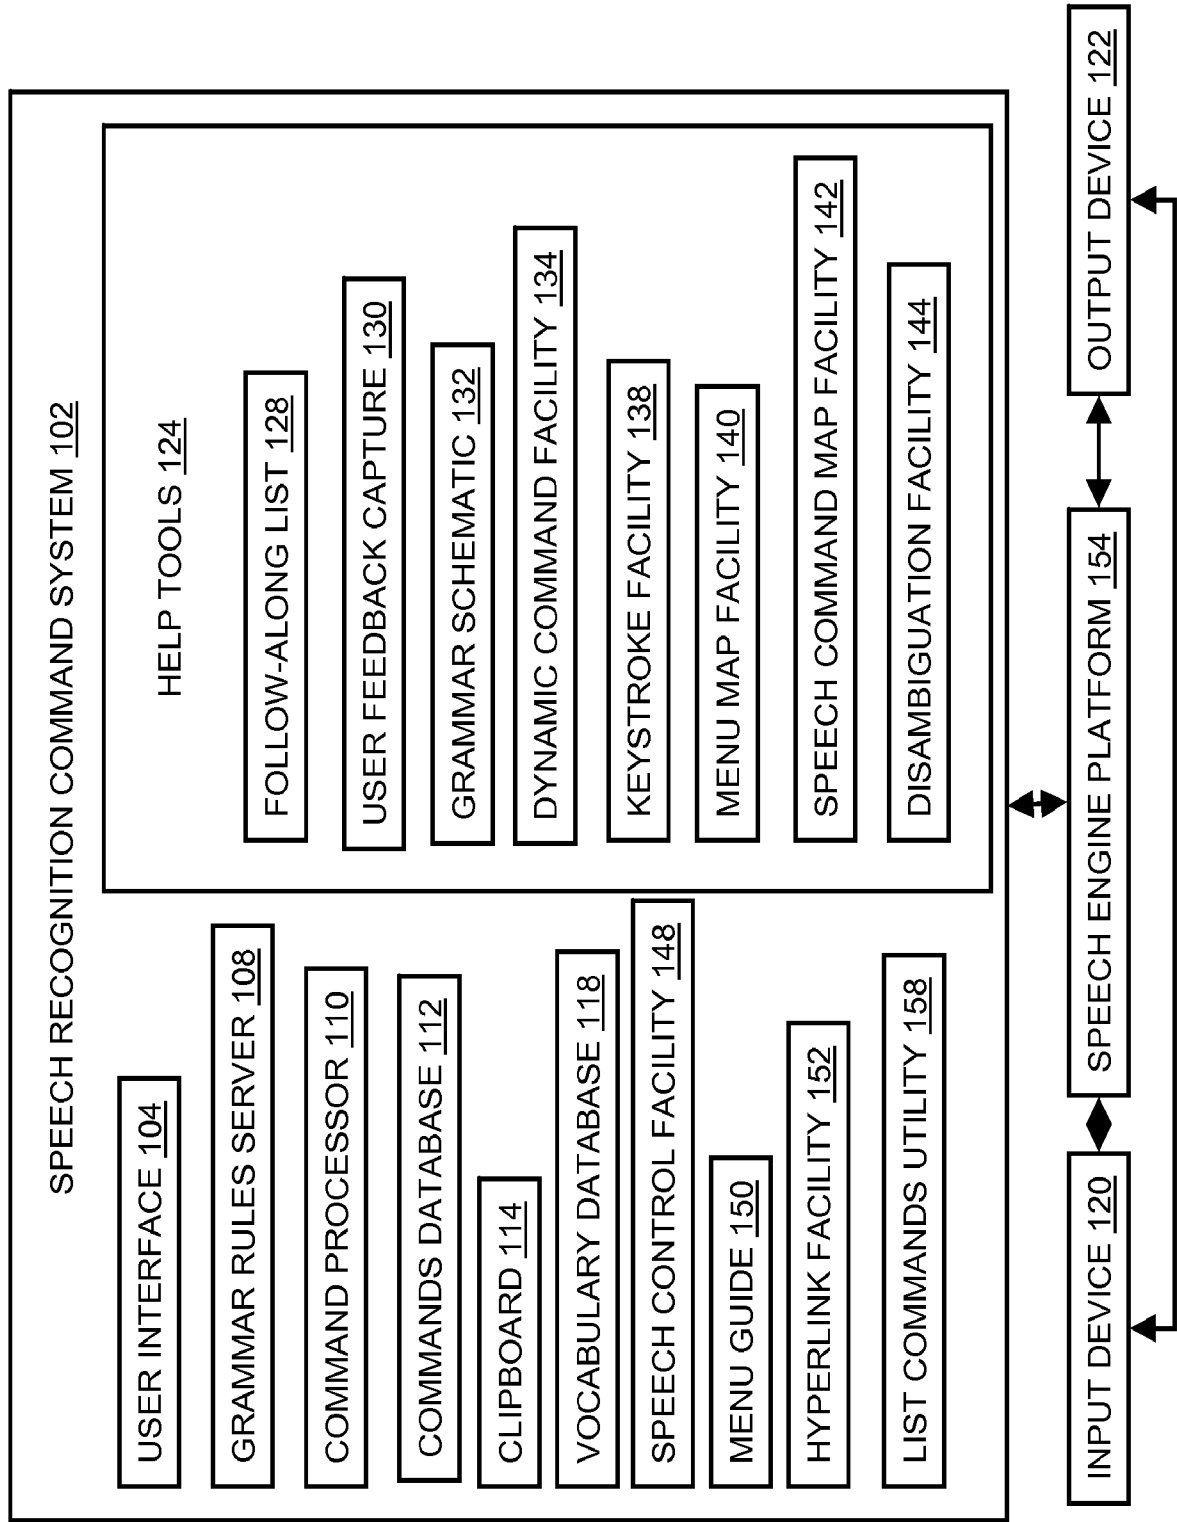 SPEECH RECOGNITION COMMAND SYSTEM 102
USER INTERFACE 104
GRAMMAR RULES SERVER 108
COMMAND PROCESSOR 110
COMMANDS DATABASE 112
CLIPBOARD 114
VOCABULARY DATABASE 118
SPEECH CONTROL FACILITY 148
MENU GUIDE 150
HYPERLINK FACILITY 152
LIST COMMANDS UTILITY 158
HELP TOOLS 124
FOLLOW-ALONG LIST 128
USER FEEDBACK CAPTURE 130
GRAMMAR SCHEMATIC 132
DYNAMIC COMMAND FACILITY 134
KEYSTROKE FACILITY 138
MENU MAP FACILITY 140
SPEECH COMMAND MAP FACILITY 142
DISAMBIGUATION FACILITY 144
INPUT DEVICE 120
SPEECH ENGINE PLATFORM 154
OUTPUT DEVICE 122